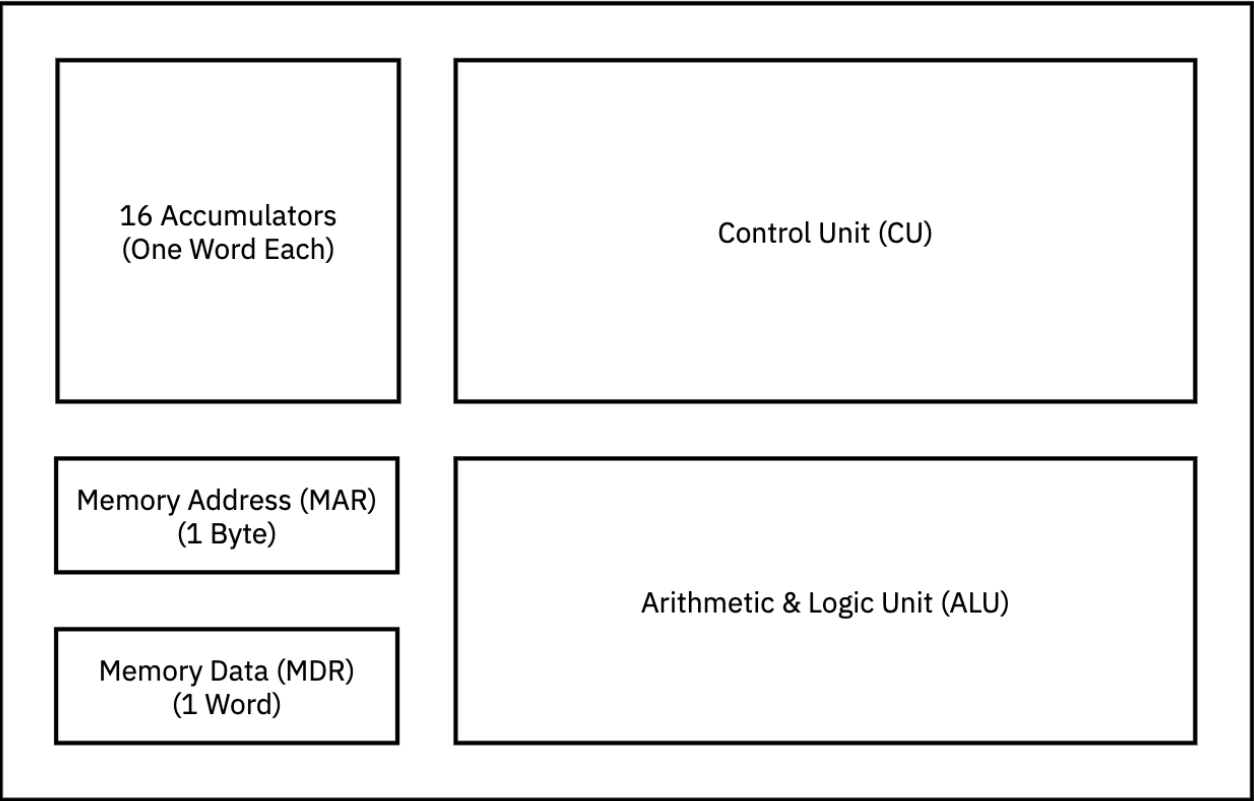 16 Accumulators
(One Word Each)
Control Unit (CU)
Memory Address (MAR)
(1 Byte)
Arithmetic & Logic Unit (ALU)
Memory Data (MDR)
(1 Word)